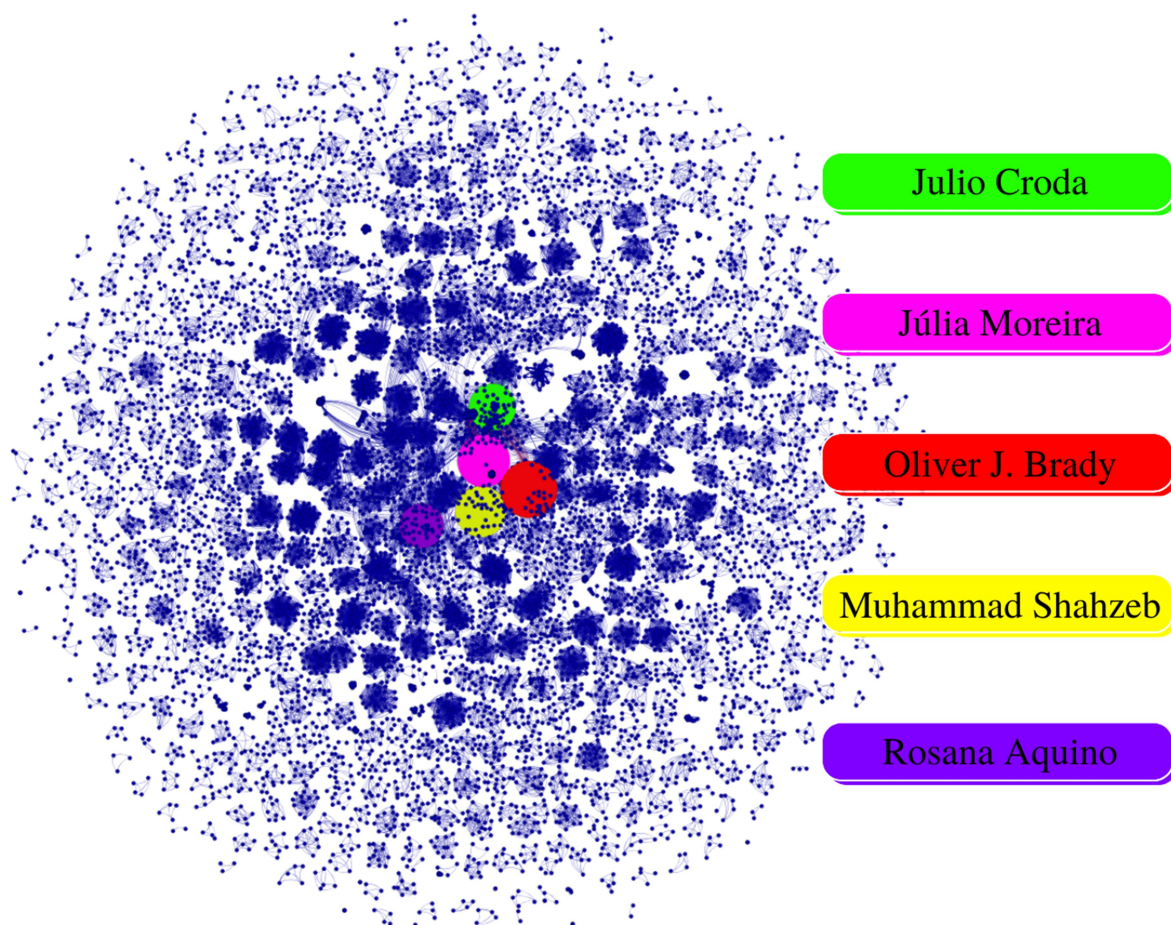 Julio Croda
Júlia Moreira
Oliver J. Brady
Muhammad Shahzeb
Rosana Aquino